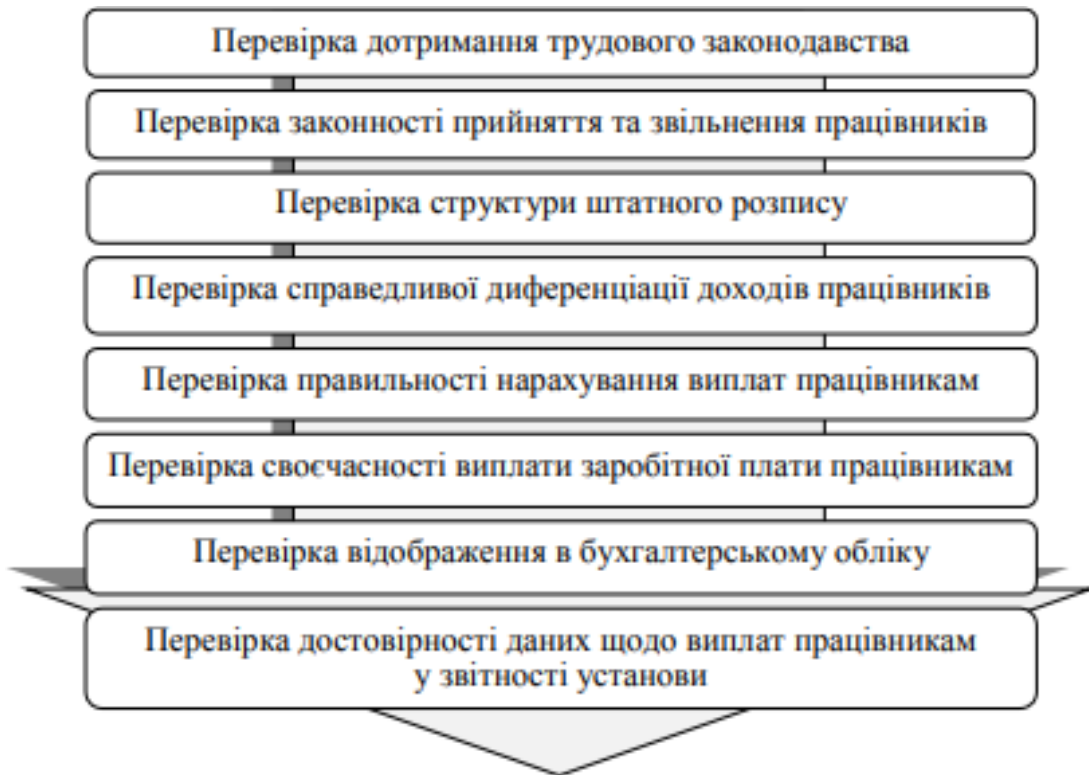 Перевірка дотримання трудового законодавства
Перевірка законності прийняття та звільнення працівників
Перевірка структури штатного розпису
Перевірка справедливої диференціації доходів працівників
Перевірка правильності нарахування виплат працівникам
Перевірка своєчасності виплати заробітної плати працівникам
Перевірка відображення в бухгалтерському обліку
Перевірка достовірності даних щодо виплат працівникам
у звітності установи